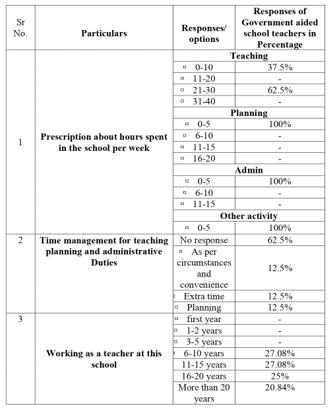 Sr No.
Particulars
Responses/ options
Responses of Government aided school teachers in Percentage
1
Prescription about hours spent in the school per week
Teaching
▫ 0-10 37.5%
▫ 11-20 -
▫ 21-30 62.5%
▫ 31-40 -
Planning
▫ 0-5 100%
▫ 6-10 -
▫ 11-15 -
▫ 16-20 -
Admin
▫ 0-5 100%
▫ 6-10 -
▫ 11-15 -
Other activity
▫ 0-5 100%
2
Time management for teaching planning and administrative Duties
No response 62.5%
▫ As per circumstances and convenience 12.5%
▫ Extra time 12.5%
▫ Planning 12.5%
3
Working as a teacher at this school
▫ first year -
▫ 1-2 years -
▫ 3-5 years -
▫ 6-10 years 27.08%
11-15 years 27.08%
16-20 years 25%
More than 20 years 20.84%